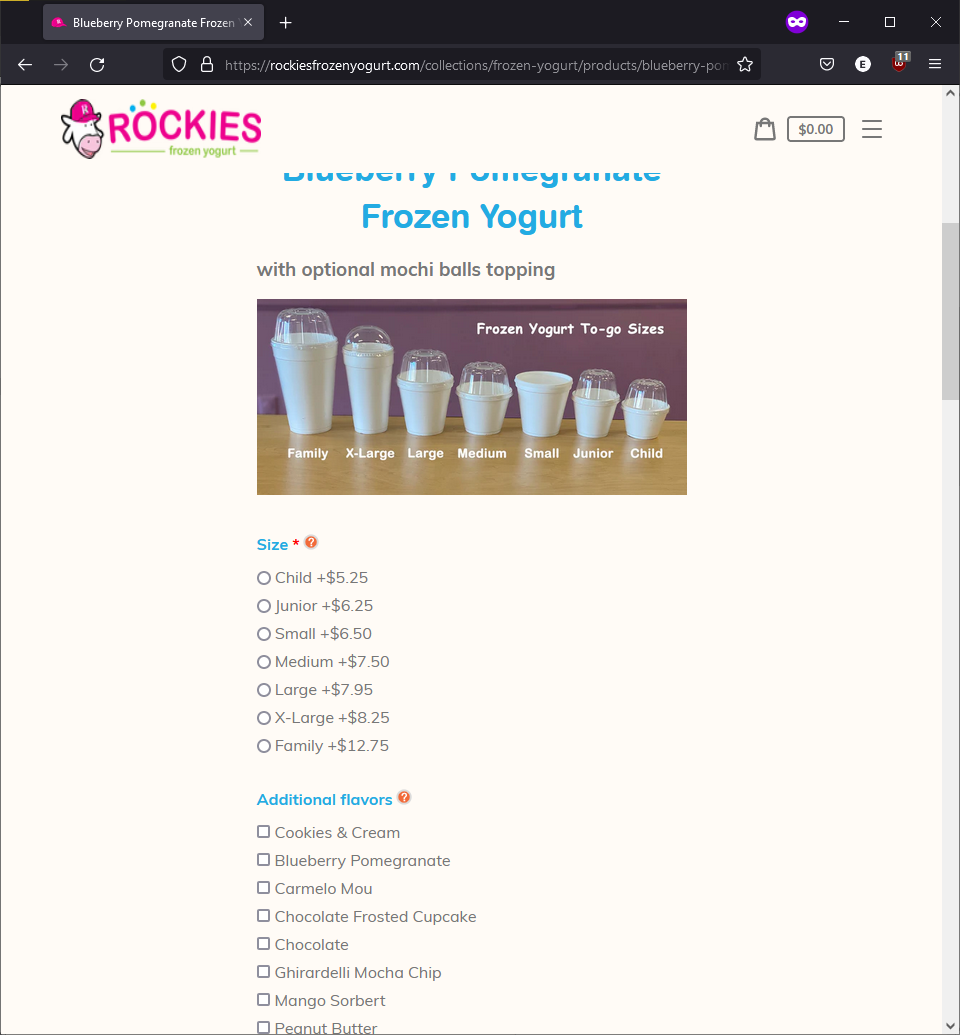 Blueberry Pomegranate Frozen
https://rockiesfrozenyogurt.com/collections/frozen-yogurt/products/blueberry-pon
E
11
R
ROCKIES
frozen yogurt
$0.00
Blueberry Pomegranate
Frozen Yogurt
with optional mochi balls topping
Frozen Yogurt To-go Sizes
Family X-Large Large Medium Small Junior Child
Size * ?
Child +$5.25
Junior +$6.25
Small +$6.50
Medium +$7.50
Large +$7.95
X-Large +$8.25
Family +$12.75
Additional flavors ?
Cookies & Cream
Blueberry Pomegranate
Carmelo Mou
Chocolate Frosted Cupcake
Chocolate
Ghirardelli Mocha Chip
Mango Sorbert
Peanut Butter